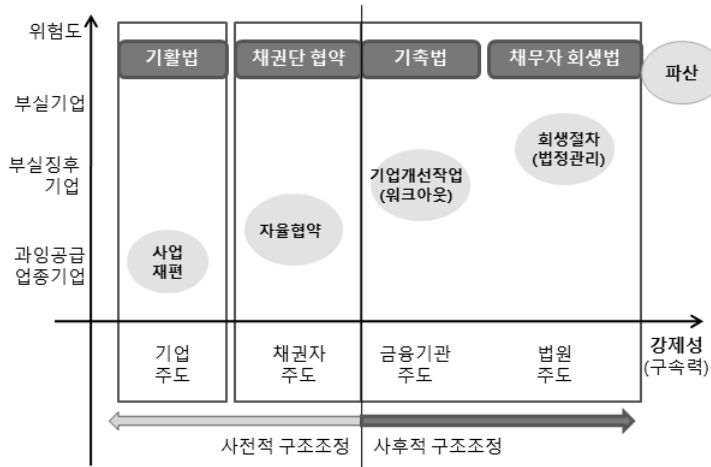 위험도
기활법
채권단 협약
기촉법
채무자 회생법
파산
부실기업
회생절차
(법정관리)
부실징후
기업
기업개선작업
(워크아웃)
자율협약
과잉공급
업종기업
사업
재편
기업
주도
채권자
주도
금융기관
주도
법원
주도
강제성
(구속력)
사전적 구조조정
사후적 구조조정